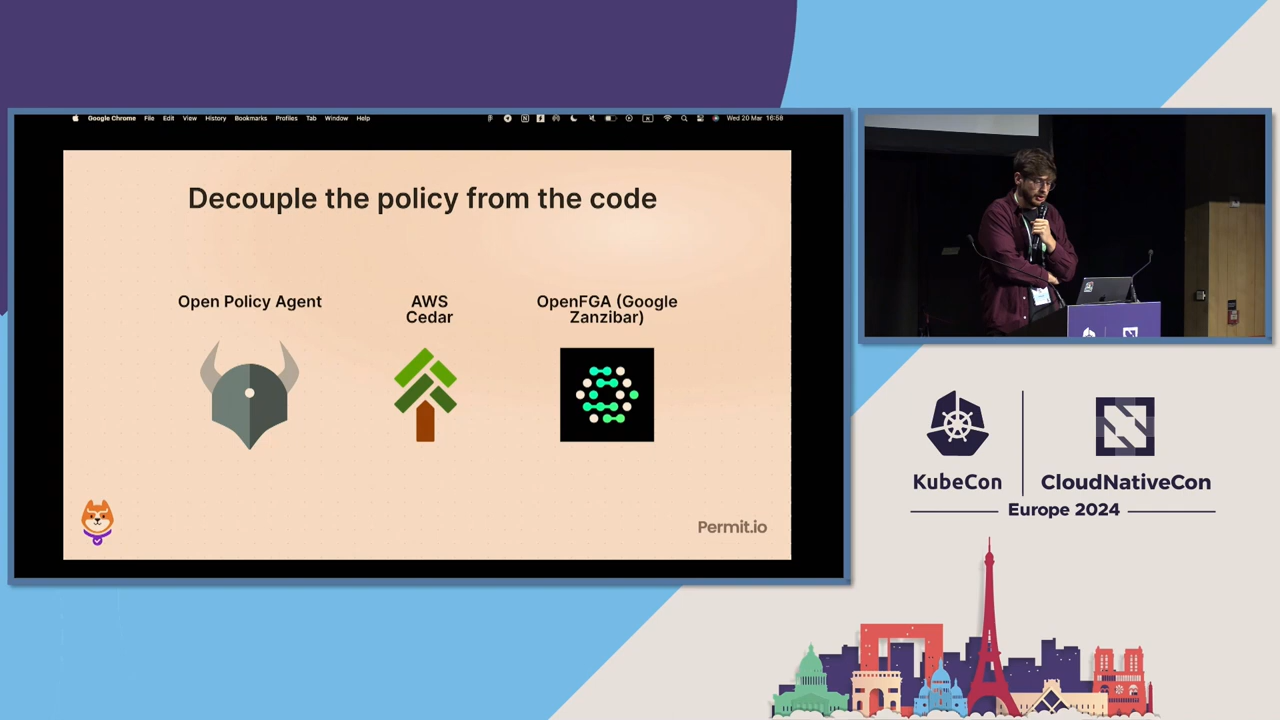 Google Chrome File Edit View History Bookmarks Profiles Tab Window Help
Wed 20 Mar 16:58
Decouple the policy from the code
Open Policy Agent
AWS
Cedar
OpenFGA (Google
Zanzibar)
Permit.io
KubeCon
CloudNativeCon
Europe 2024